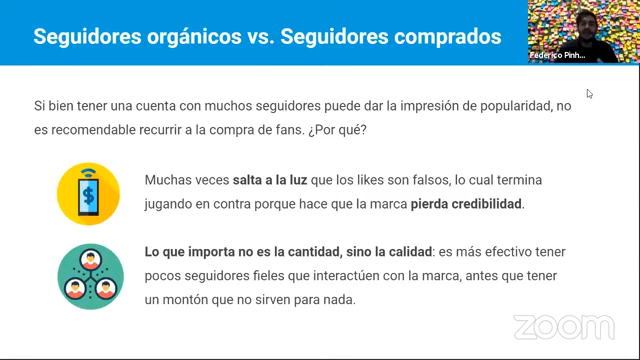 Seguidores orgánicos vs. Seguidores comprados
Federico Pinh...
Si bien tener una cuenta con muchos seguidores puede dar la impresión de popularidad, no
es recomendable recurrir a la compra de fans. ¿Por qué?
$
Muchas veces salta a la luz que los likes son falsos, lo cual termina
jugando en contra porque hace que la marca pierda credibilidad.
Lo que importa no es la cantidad, sino la calidad: es más efectivo tener
pocos seguidores fieles que interactúen con la marca, antes que tener
un montón que no sirven para nada.
zoom